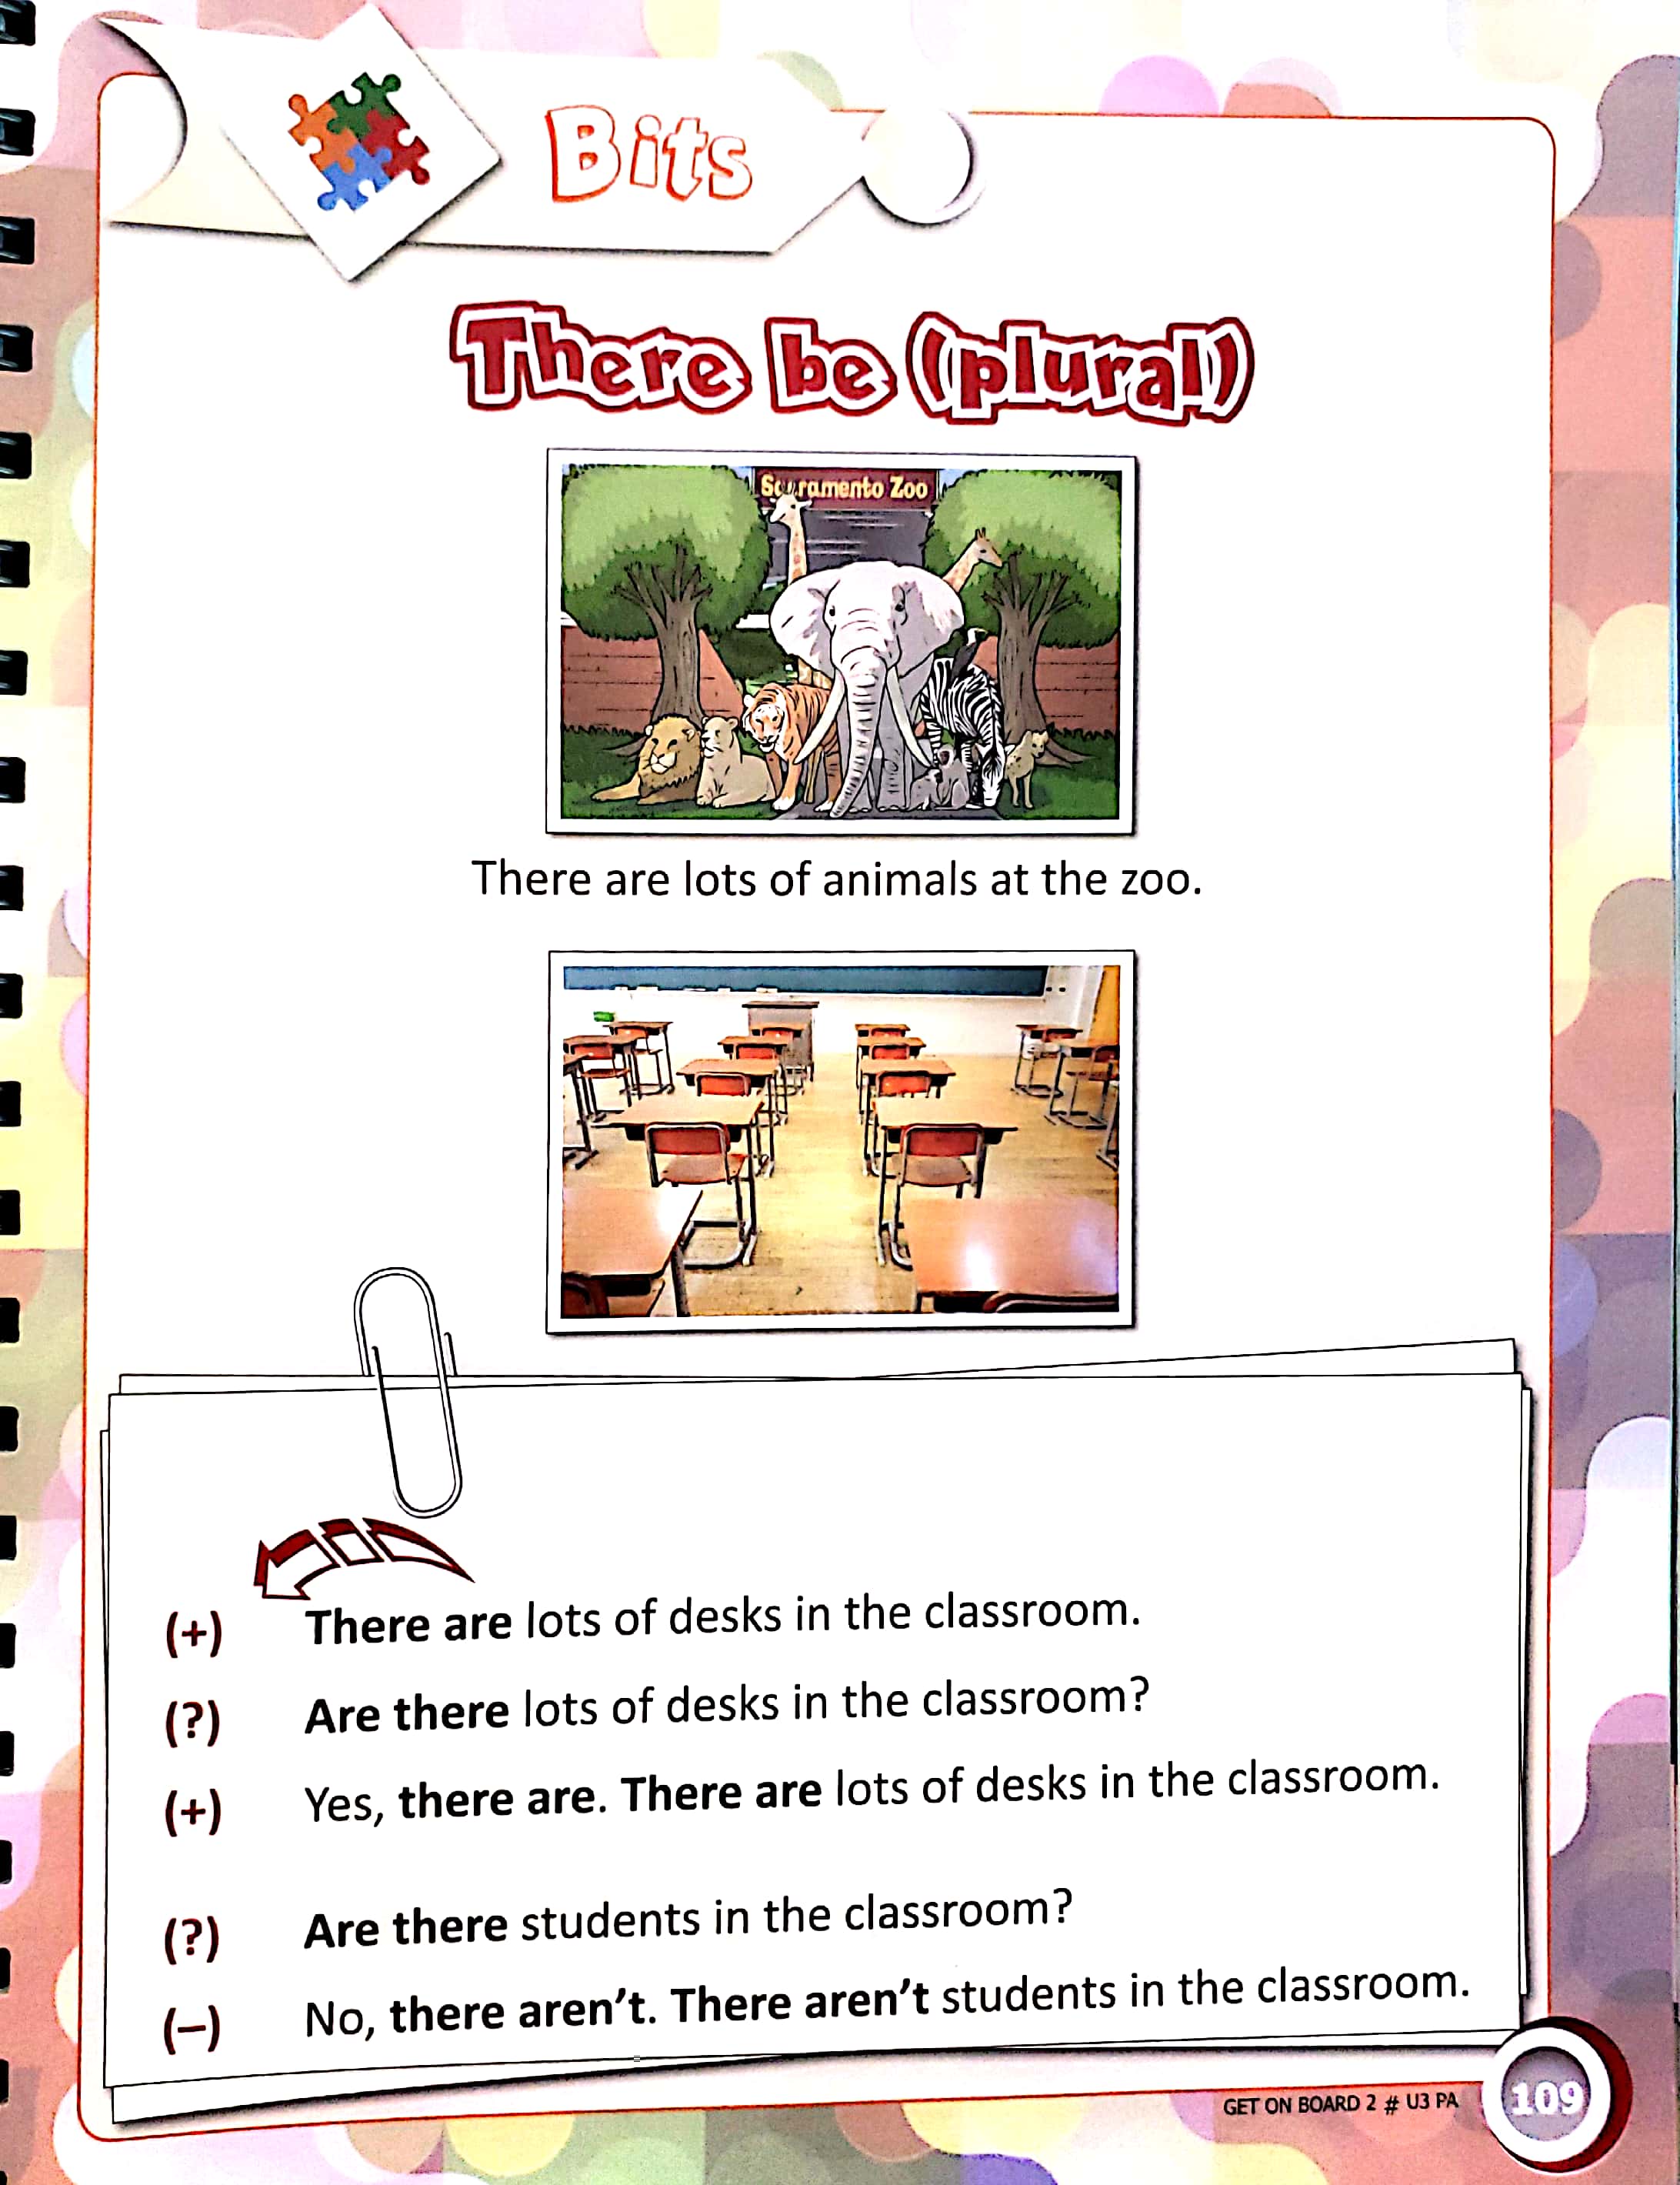 Bits
There be (plural)
Sacramento Zoo
There are lots of animals at the zoo.
(+) There are lots of desks in the classroom.
(?) Are there lots of desks in the classroom?
(+) Yes, there are. There are lots of desks in the classroom.
(?) Are there students in the classroom?
(–) No, there aren't. There aren't students in the classroom.
GET ON BOARD 2 # U3 PA 109